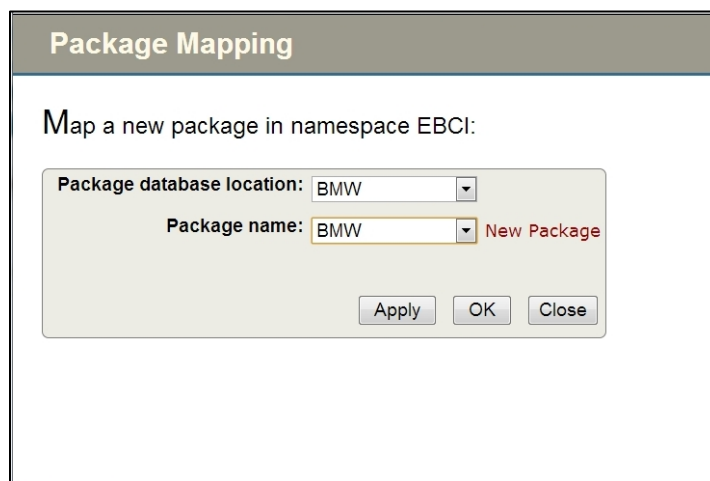 Package Mapping
Map a new package in namespace EBCI:
Package database location: BMW
Package name: BMW New Package
Apply OK Close